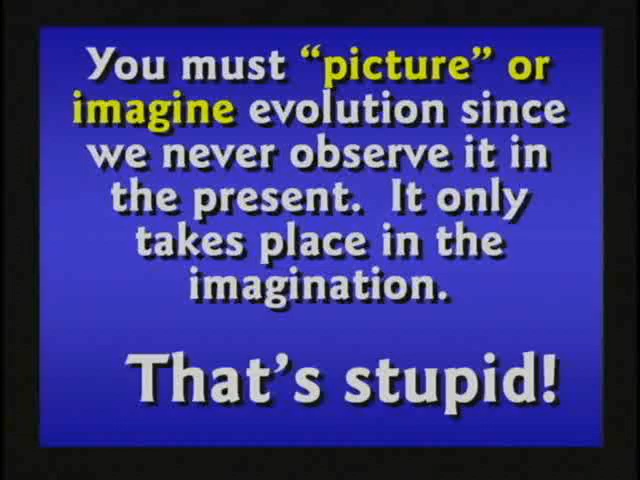 You must “picture” or
imagine evolution since
we never observe it in
the present.  It only
takes place in the
imagination.
That’s stupid!